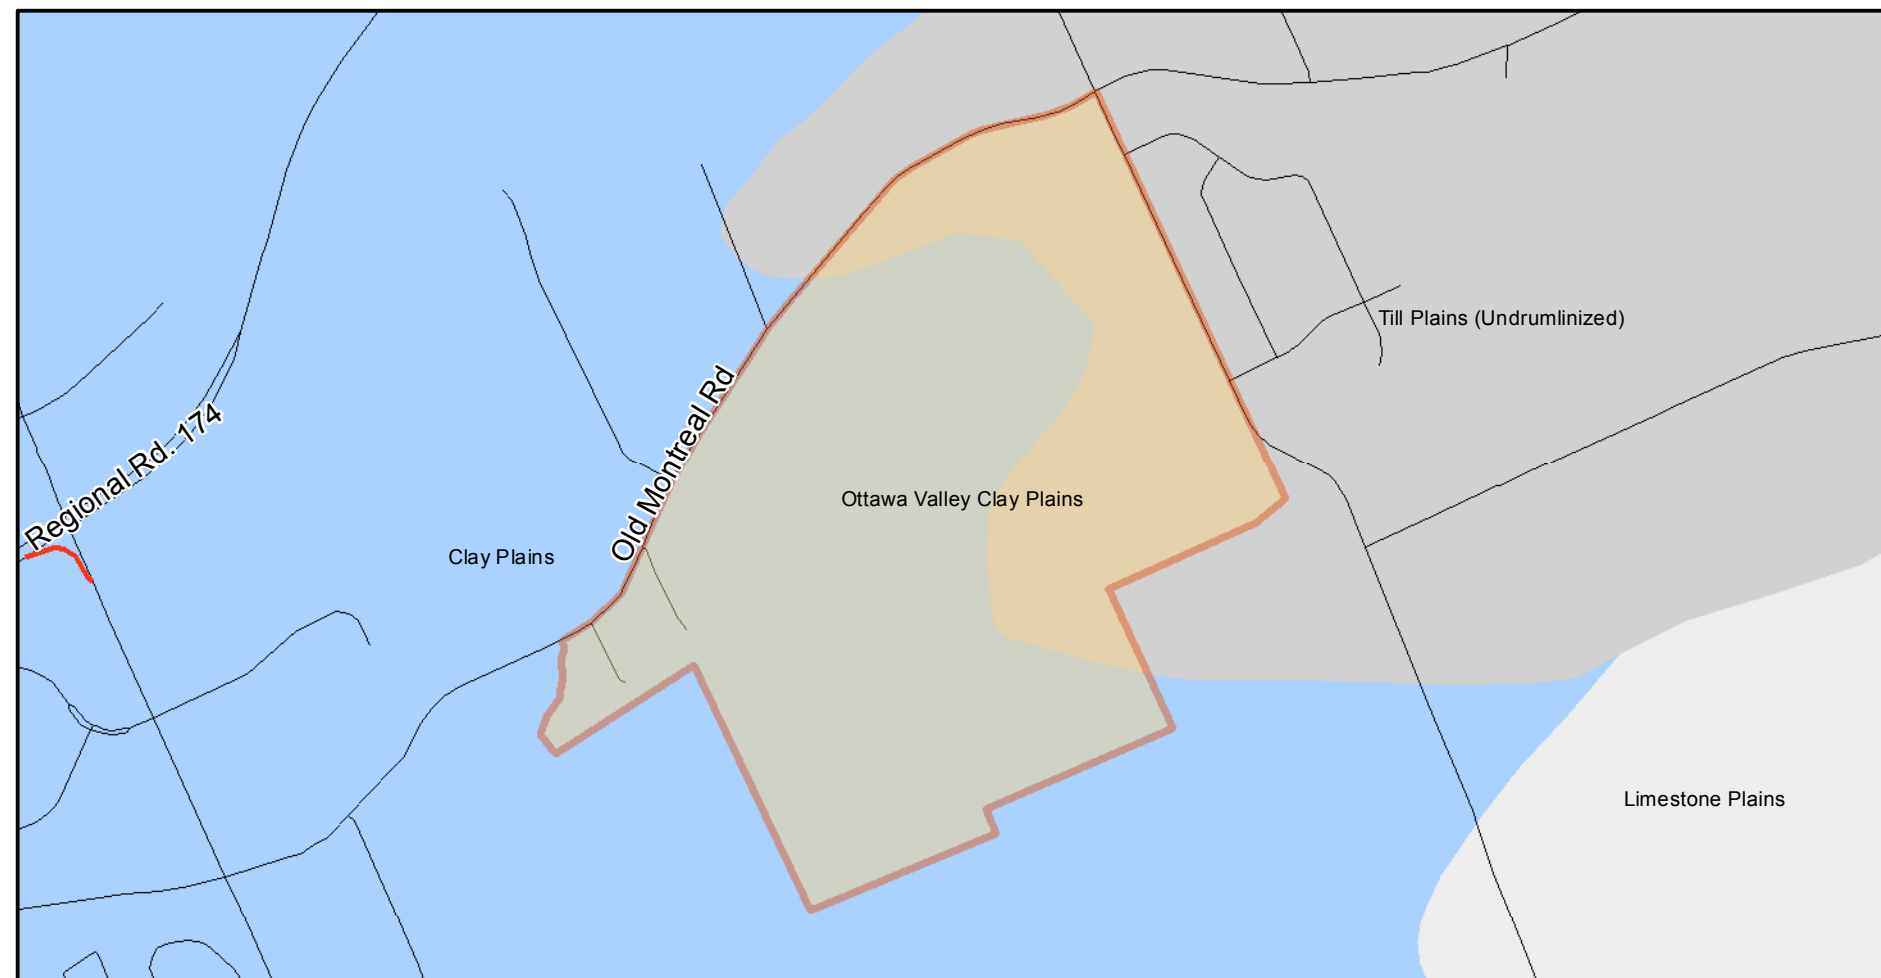 Till Plains (Undrumlinized)
Old Montreal Rd
Regional Rd. 174
Ottawa Valley Clay Plains
Clay Plains
Limestone Plains